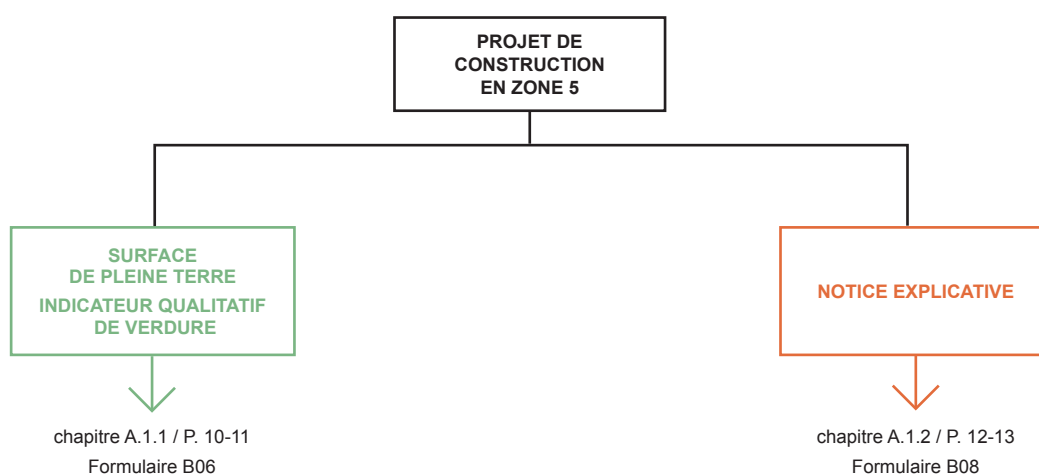 PROJET DE
CONSTRUCTION
EN ZONE 5
SURFACE
DE PLEINE TERRE
INDICATEUR QUALITATIF
DE VERDURE
chapitre A.1.1 / P. 10-11
Formulaire B06
NOTICE EXPLICATIVE
chapitre A.1.2 / P. 12-13
Formulaire B08